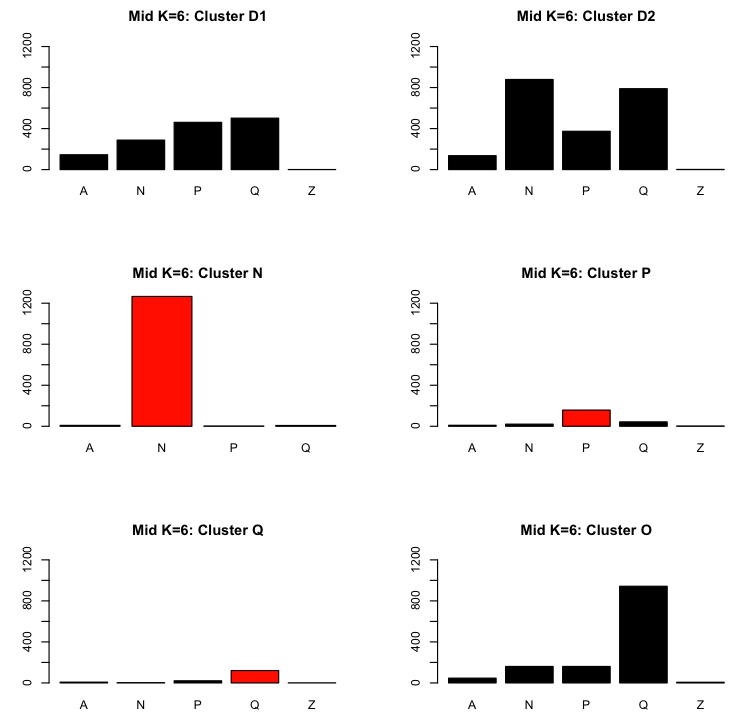 Mid K=6: Cluster D1
1200
800
400
0
A N P Q Z
Mid K=6: Cluster D2
1200
800
400
0
A N P Q Z
Mid K=6: Cluster N
1200
800
400
0
A N P Q
Mid K=6: Cluster P
1200
800
400
0
A N P Q Z
Mid K=6: Cluster Q
1200
800
400
0
A N P Q Z
Mid K=6: Cluster O
1200
800
400
0
A N P Q Z